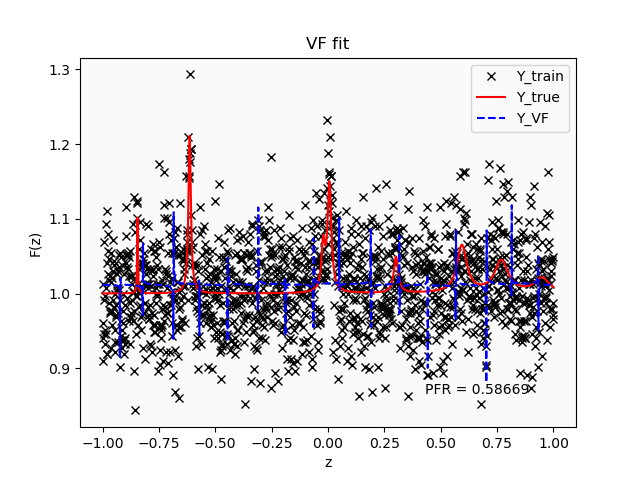 VF fit
Y_train
Y_true
Y_VF
1.3
1.2
1.1
1.0
0.9
F(z)
PFR = 0.58669
−1.00 −0.75 −0.50 −0.25 0.00 0.25 0.50 0.75 1.00
z